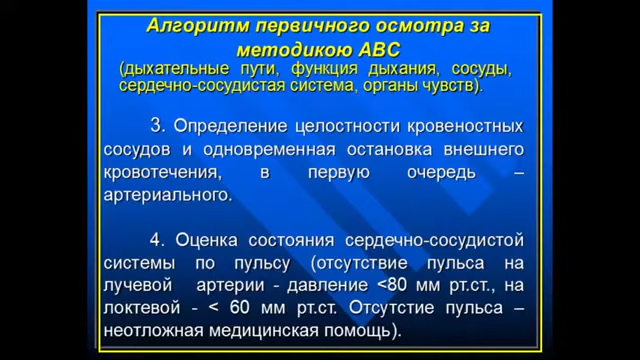 Алгоритм первичного осмотра за
методикою АВС
(дыхательные пути, функция дыхания, сосуды,
сердечно-сосудистая система, органы чувств).
3. Определение целостности кровеностных
сосудов и одновременная остановка внешнего
кровотечения, в первую очередь –
артериального.
4. Оценка состояния сердечно-сосудистой
системы по пульсу (отсутствие пульса на
лучевой артерии - давление <80 мм рт.ст., на
локтевой - < 60 мм рт.ст. Отсутстие пульса –
неотложная медицинская помощь).